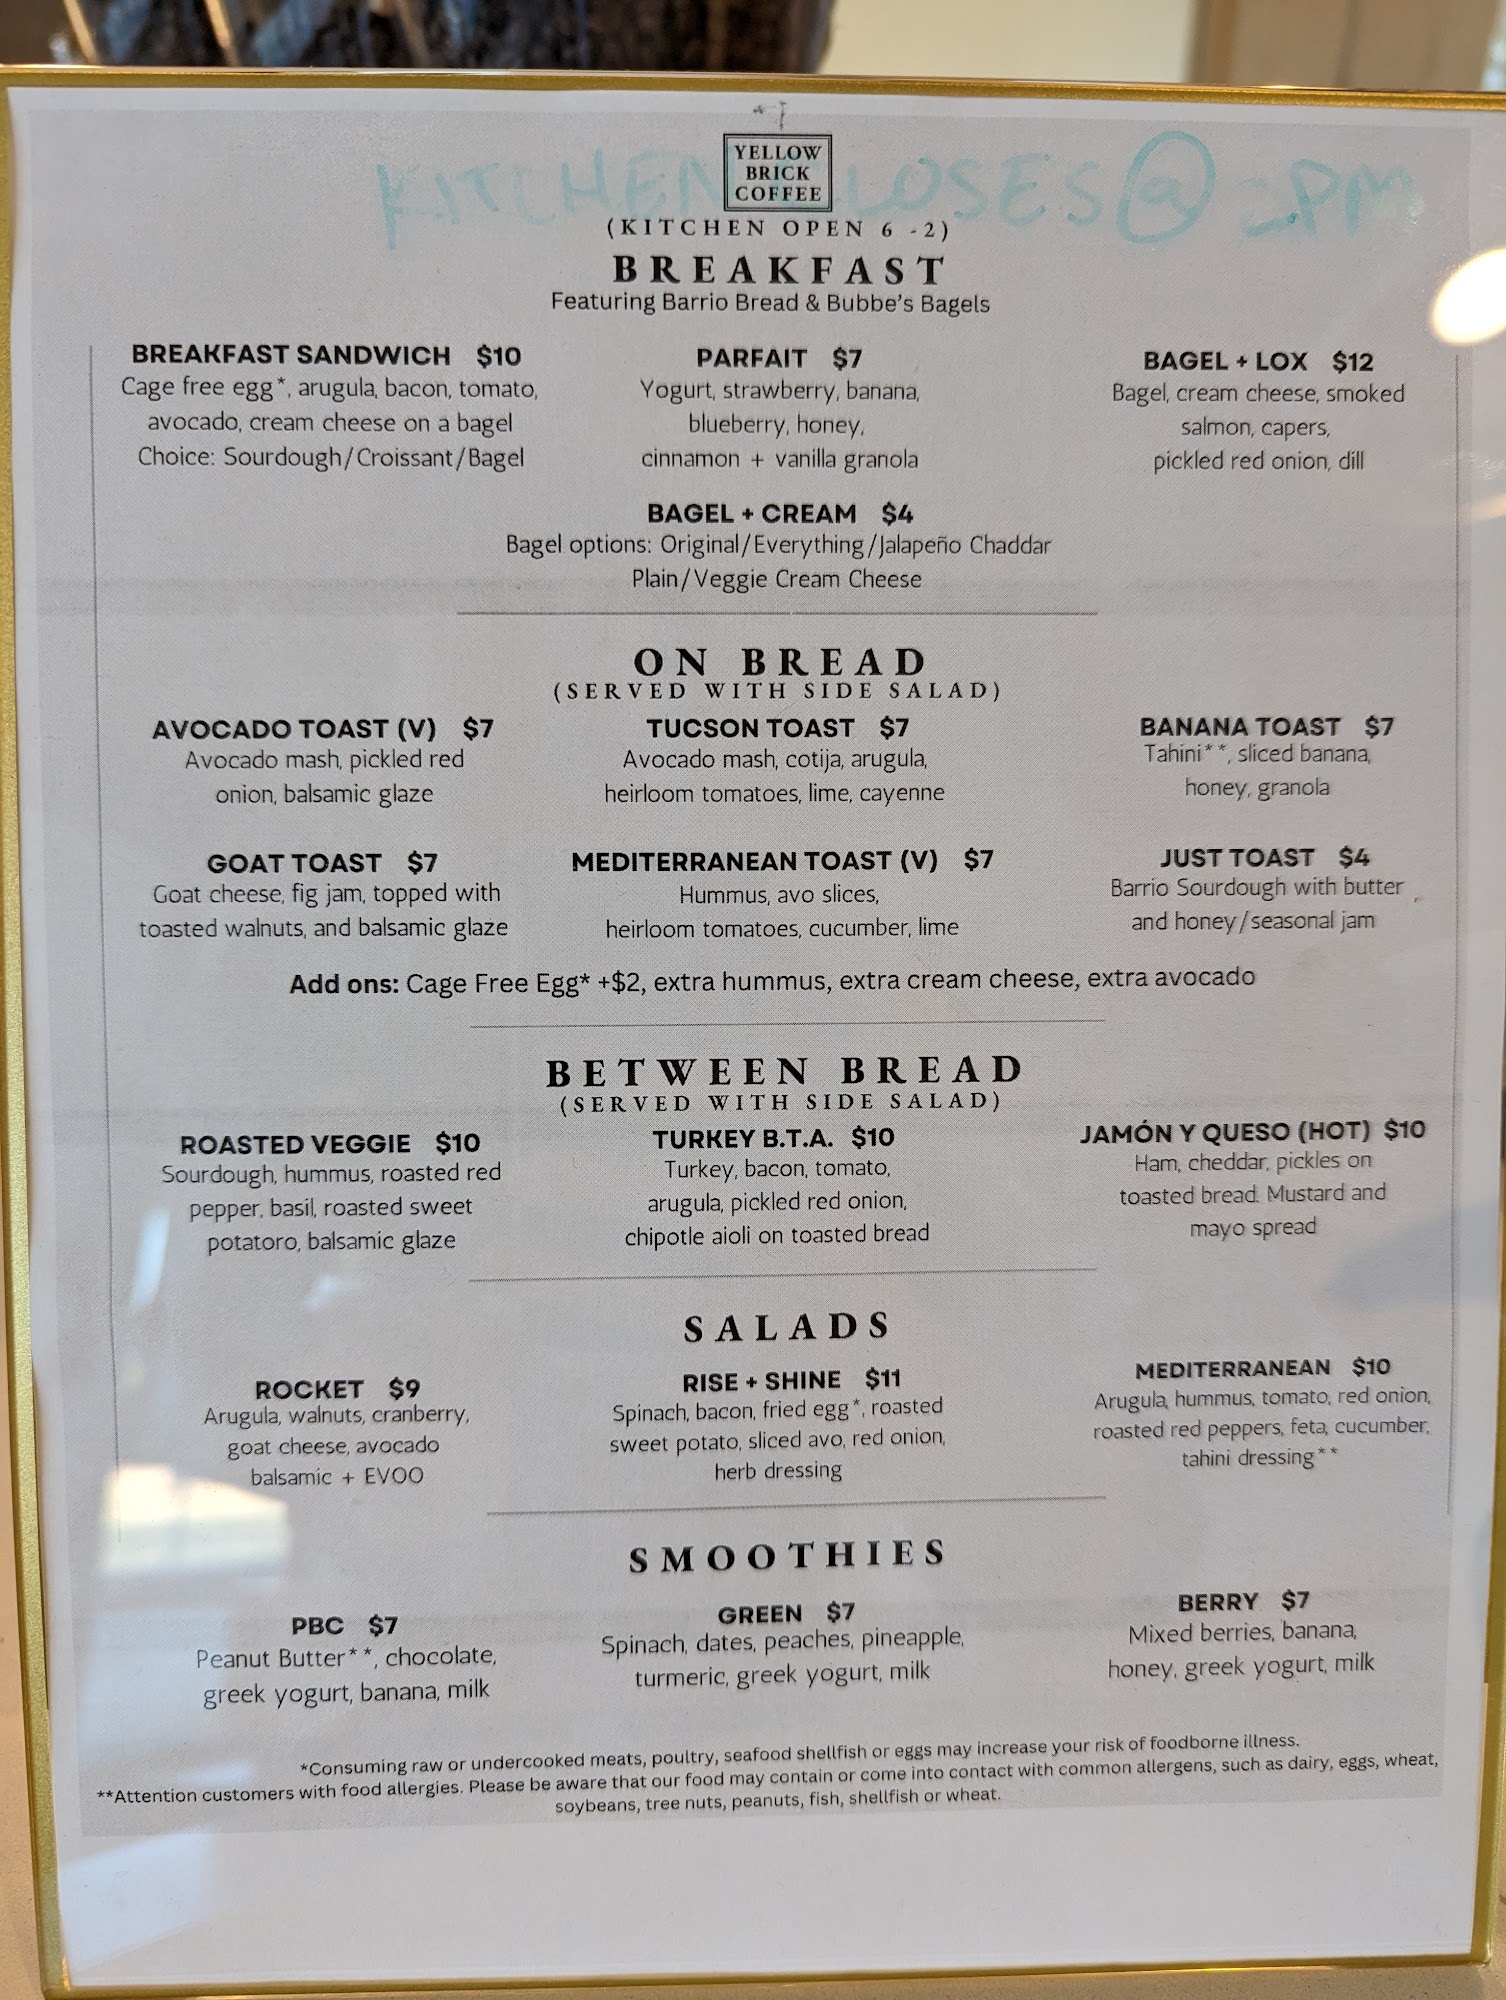 KITCHEN CLOSES @ _PM
YELLOW
BRICK
COFFEE
(KITCHEN OPEN 6 -2)
BREAKFAST
Featuring Barrio Bread & Bubbe's Bagels
BREAKFAST SANDWICH $10
Cage free egg*, arugula, bacon, tomato,
avocado, cream cheese on a bagel
Choice: Sourdough/Croissant/Bagel
PARFAIT $7
Yogurt, strawberry, banana,
blueberry, honey,
cinnamon + vanilla granola
BAGEL + LOX $12
Bagel, cream cheese, smoked
salmon, capers,
pickled red onion, dill
BAGEL + CREAM $4
Bagel options: Original/Everything/Jalapeño Chaddar
Plain/Veggie Cream Cheese
ON BREAD
(SERVED WITH SIDE SALAD)
AVOCADO TOAST (V) $7
Avocado mash, pickled red
onion, balsamic glaze
TUCSON TOAST $7
Avocado mash, cotija, arugula,
heirloom tomatoes, lime, cayenne
BANANA TOAST $7
Tahini**, sliced banana,
honey, granola
GOAT TOAST $7
Goat cheese, fig jam, topped with
toasted walnuts, and balsamic glaze
MEDITERRANEAN TOAST (V) $7
Hummus, avo slices,
heirloom tomatoes, cucumber, lime
JUST TOAST $4
Barrio Sourdough with butter
and honey/seasonal jam
Add ons: Cage Free Egg* +$2, extra hummus, extra cream cheese, extra avocado
BETWEEN BREAD
(SERVED WITH SIDE SALAD)
ROASTED VEGGIE $10
Sourdough, hummus, roasted red
pepper, basil, roasted sweet
potatoro, balsamic glaze
TURKEY B.T.A. $10
Turkey, bacon, tomato,
arugula, pickled red onion,
chipotle aioli on toasted bread
JAMÓN Y QUESO (HOT) $10
Ham, cheddar, pickles on
toasted bread. Mustard and
mayo spread
SALADS
ROCKET $9
Arugula, walnuts, cranberry,
goat cheese, avocado
balsamic + EVOO
RISE + SHINE $11
Spinach, bacon, fried egg*, roasted
sweet potato, sliced avo, red onion,
herb dressing
MEDITERRANEAN $10
Arugula, hummus, tomato, red onion,
roasted red peppers, feta, cucumber,
tahini dressing**
SMOOTHIES
PBC $7
Peanut Butter**, chocolate,
greek yogurt, banana, milk
GREEN $7
Spinach, dates, peaches, pineapple,
turmeric, greek yogurt, milk
BERRY $7
Mixed berries, banana,
honey, greek yogurt, milk
*Consuming raw or undercooked meats, poultry, seafood shellfish or eggs may increase your risk of foodborne illness.
**Attention customers with food allergies. Please be aware that our food may contain or come into contact with common allergens, such as dairy, eggs, wheat,
soybeans, tree nuts, peanuts, fish, shellfish or wheat.